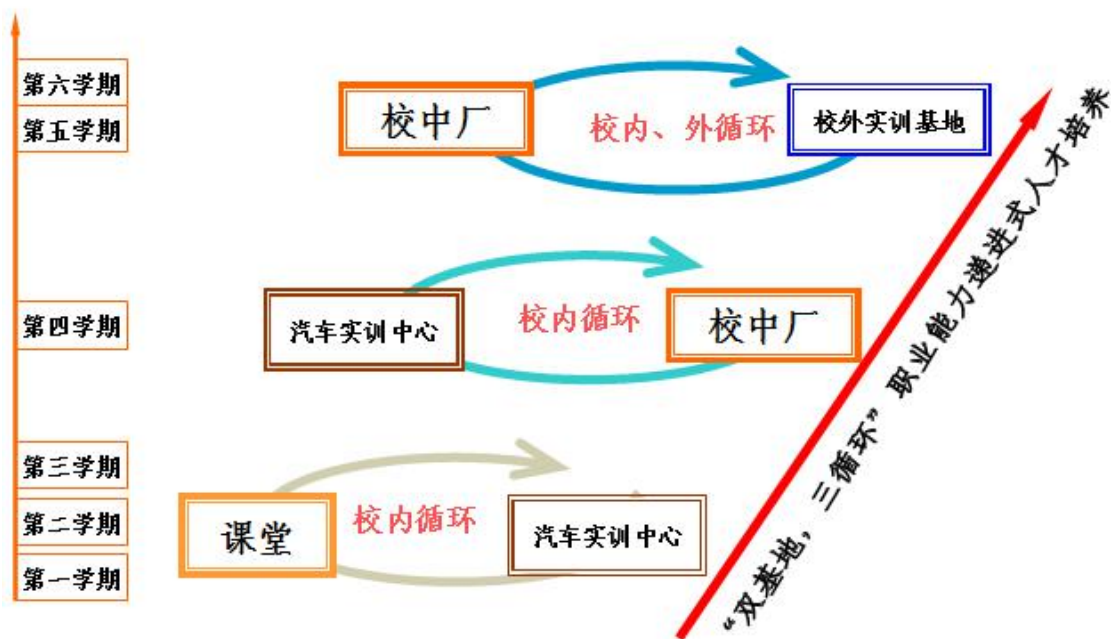 第六学期
第五学期
校中厂
校内、外循环
校外实训基地
第四学期
汽车实训中心
校内循环
校中厂
第三学期
第二学期
第一学期
课堂
校内循环
汽车实训中心
“双基地，三循环”职业能力递进式人才培养